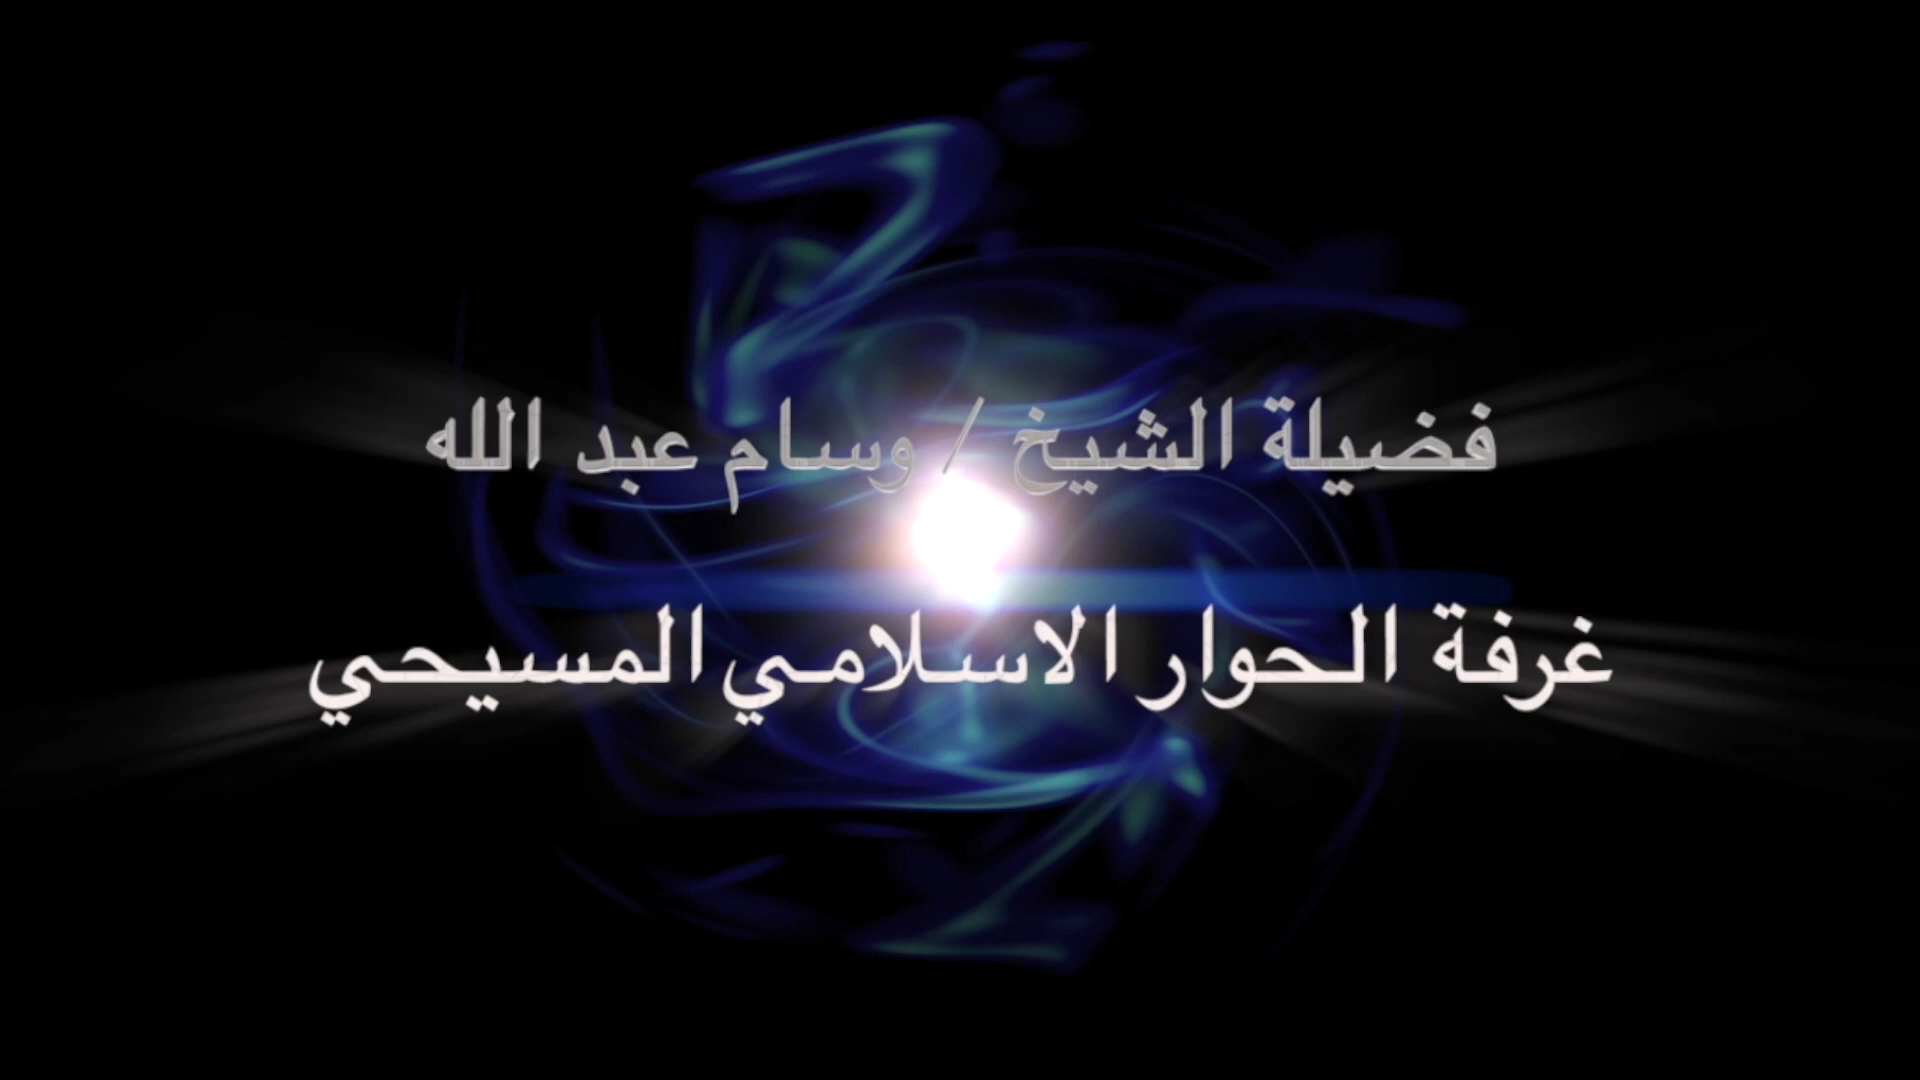 فضيلة الشيخ / وسام عبد الله
غرفة الحوار الاسلامي المسيحي